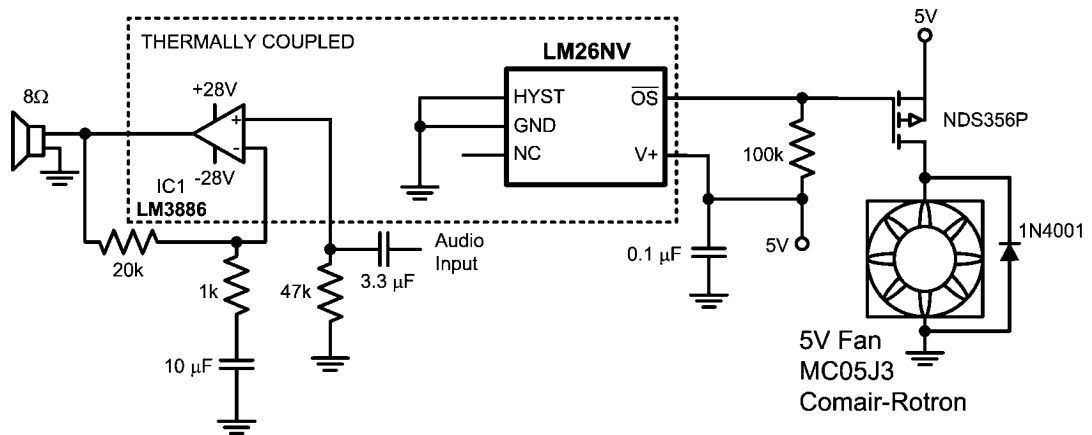 THERMALLY COUPLED
8Ω
+28V
+
-
-28V
IC1
LM3886
20k
1k
10 µF
47k
3.3 µF
Audio
Input
LM26NV
HYST
GND
NC
OS
V+
100k
5V
0.1 µF
5V
NDS356P
1N4001
5V Fan
MC05J3
Comair-Rotron